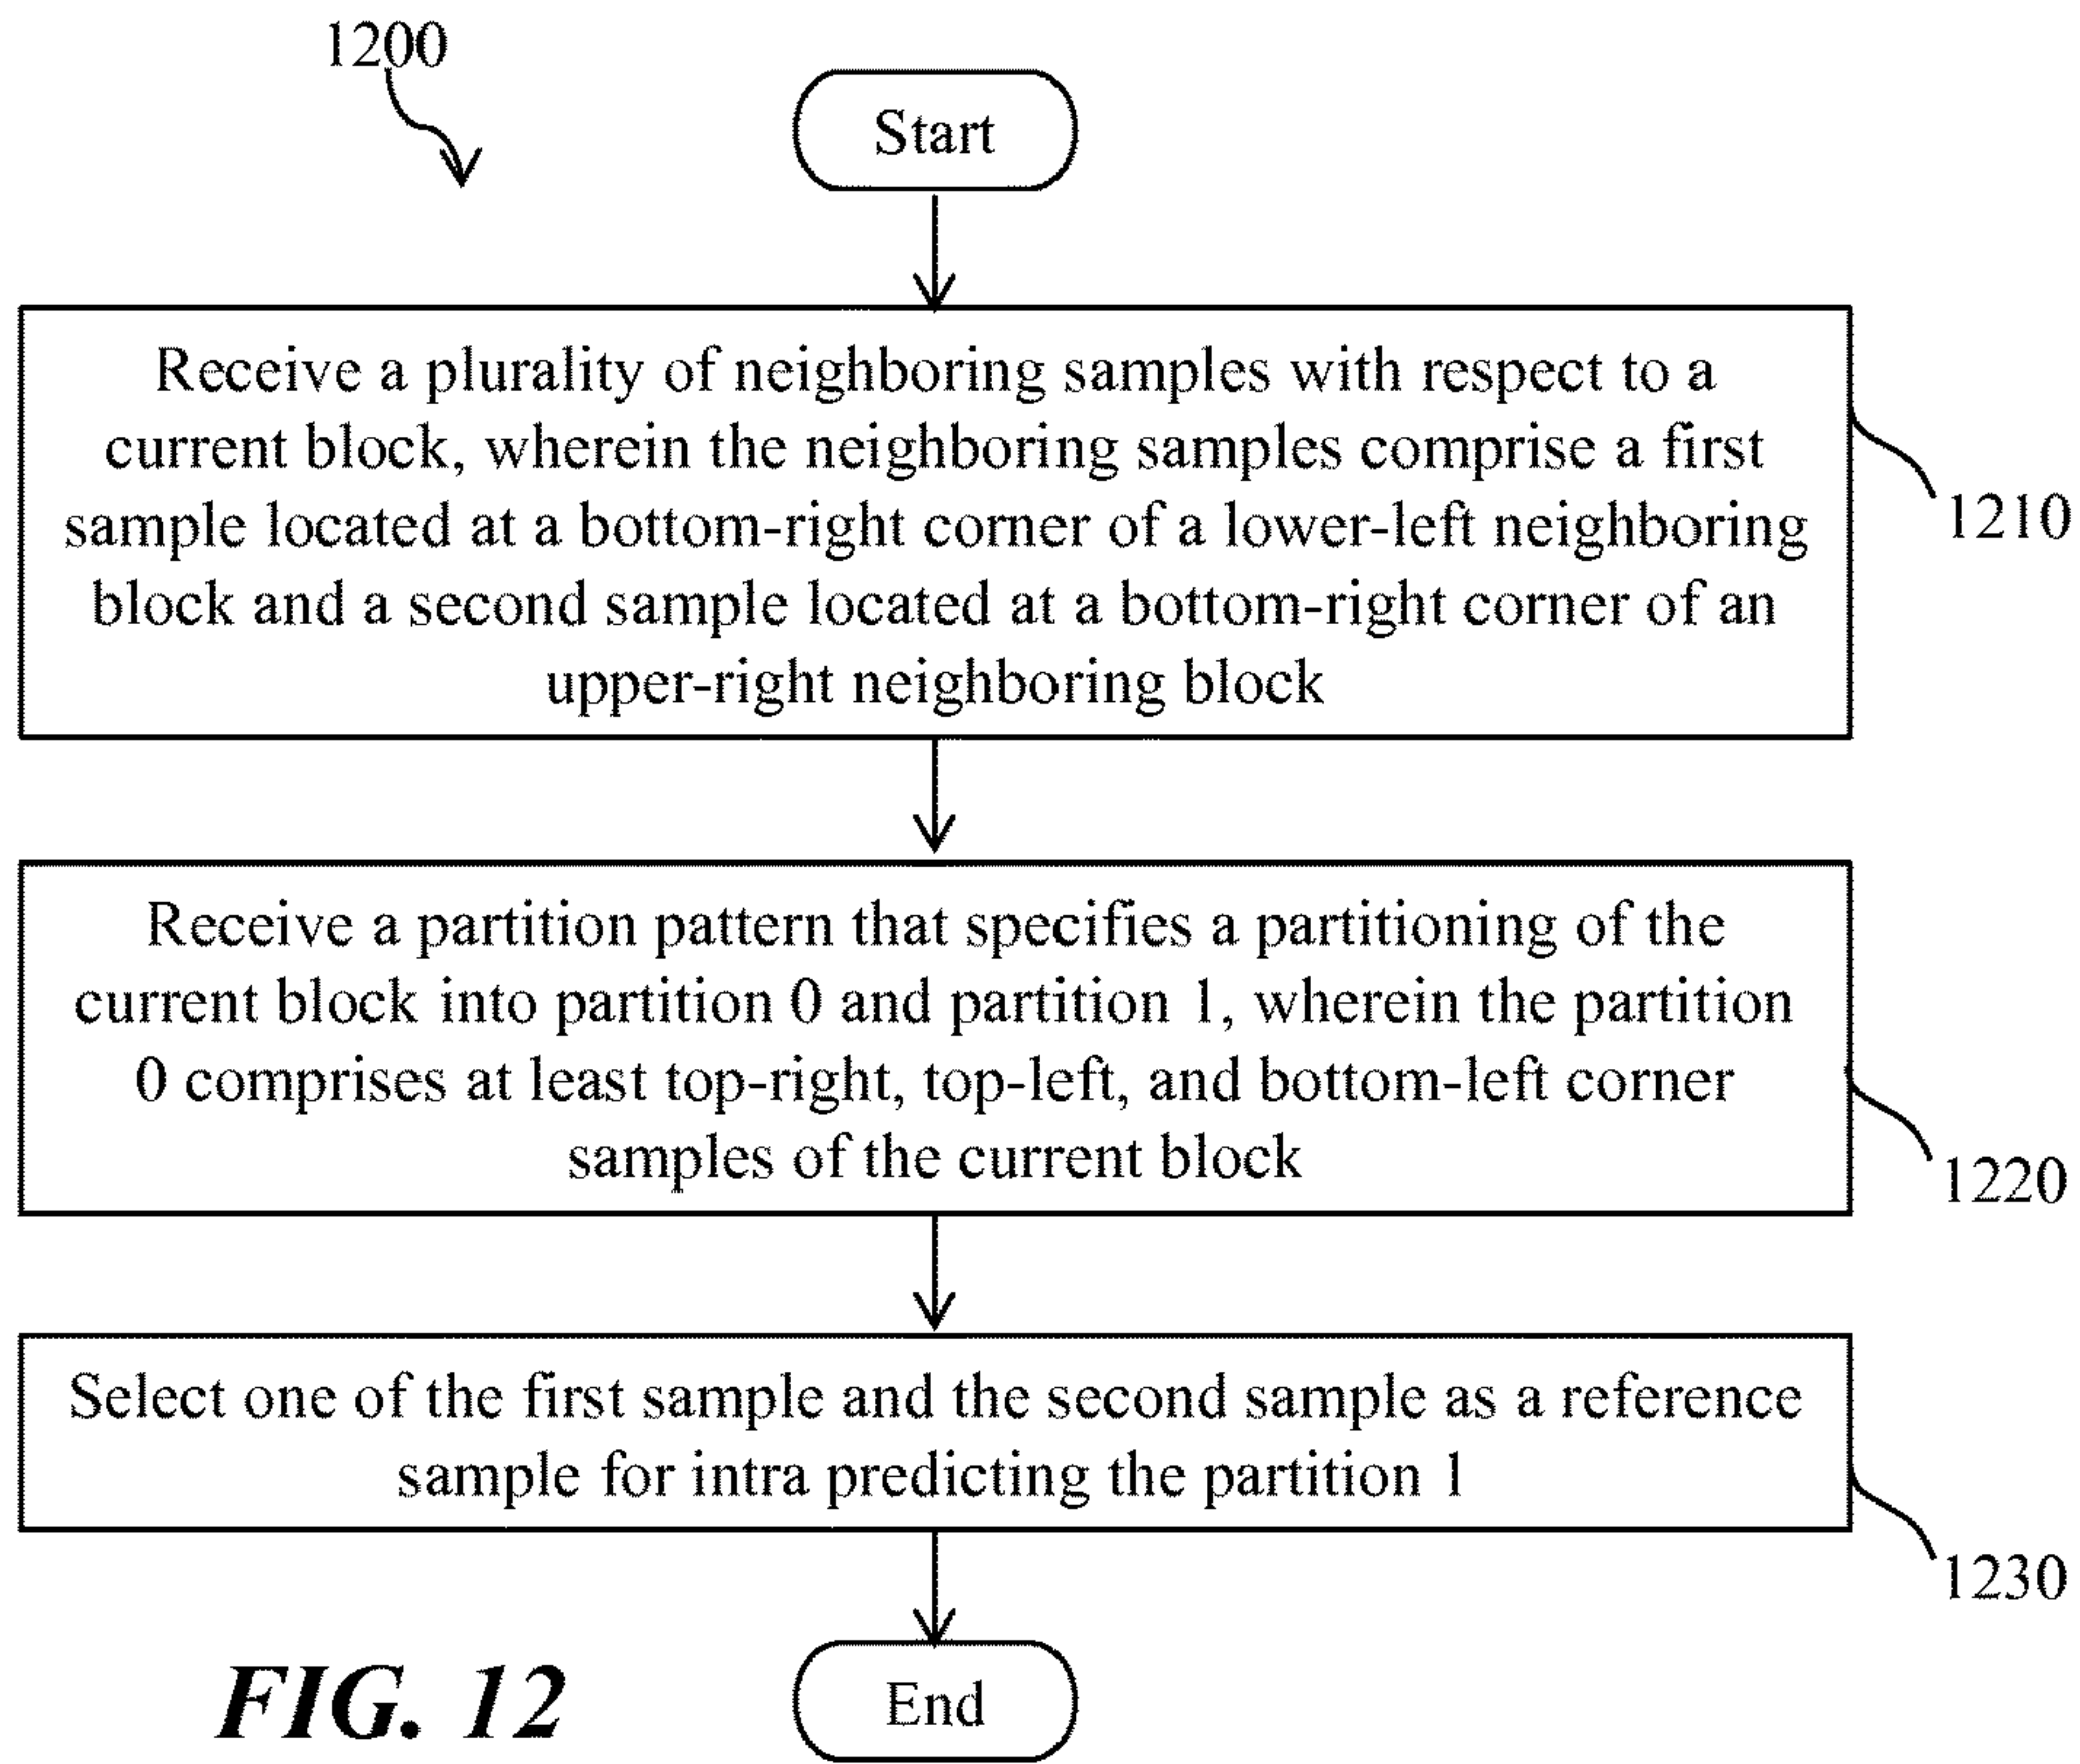 1200
Start
Receive a plurality of neighboring samples with respect to a
current block, wherein the neighboring samples comprise a first
sample located at a bottom-right corner of a lower-left neighboring
block and a second sample located at a bottom-right corner of an
upper-right neighboring block
1210
Receive a partition pattern that specifies a partitioning of the
current block into partition 0 and partition 1, wherein the partition
0 comprises at least top-right, top-left, and bottom-left corner
samples of the current block
1220
Select one of the first sample and the second sample as a reference
sample for intra predicting the partition 1
1230
End
FIG. 12